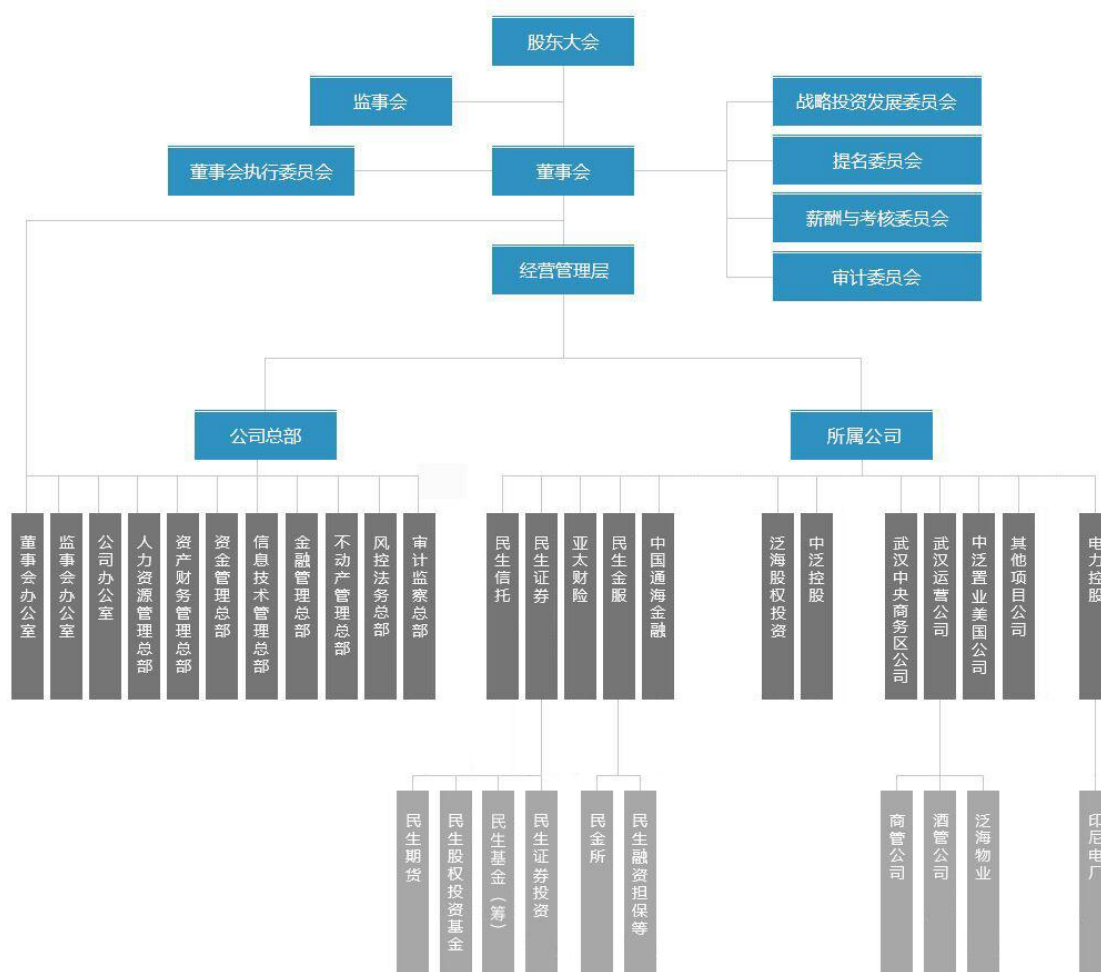 股东大会
监事会
战略投资发展委员会
提名委员会
董事会执行委员会
董事会
薪酬与考核委员会
经营管理层
审计委员会
公司总部
所属公司
董事会办公室
监事会办公室
公司办公室
人力资源管理总部
资产财务管理总部
资金管理总部
信息技术管理总部
金融管理总部
不动产管理总部
风控法务总部
审计监察总部
民生信托
民生证券
亚太财险
民生金服
中国通海金融
泛海股权投资
中泛控股
武汉中央商务区公司
武汉运营公司
中泛置业美国公司
其他项目公司
电力控股
民生期货
民生股权投资基金
民生基金（筹）
民生证券投资
民金所
民生融资担保等
商管公司
酒管公司
泛海物业
印尼电厂